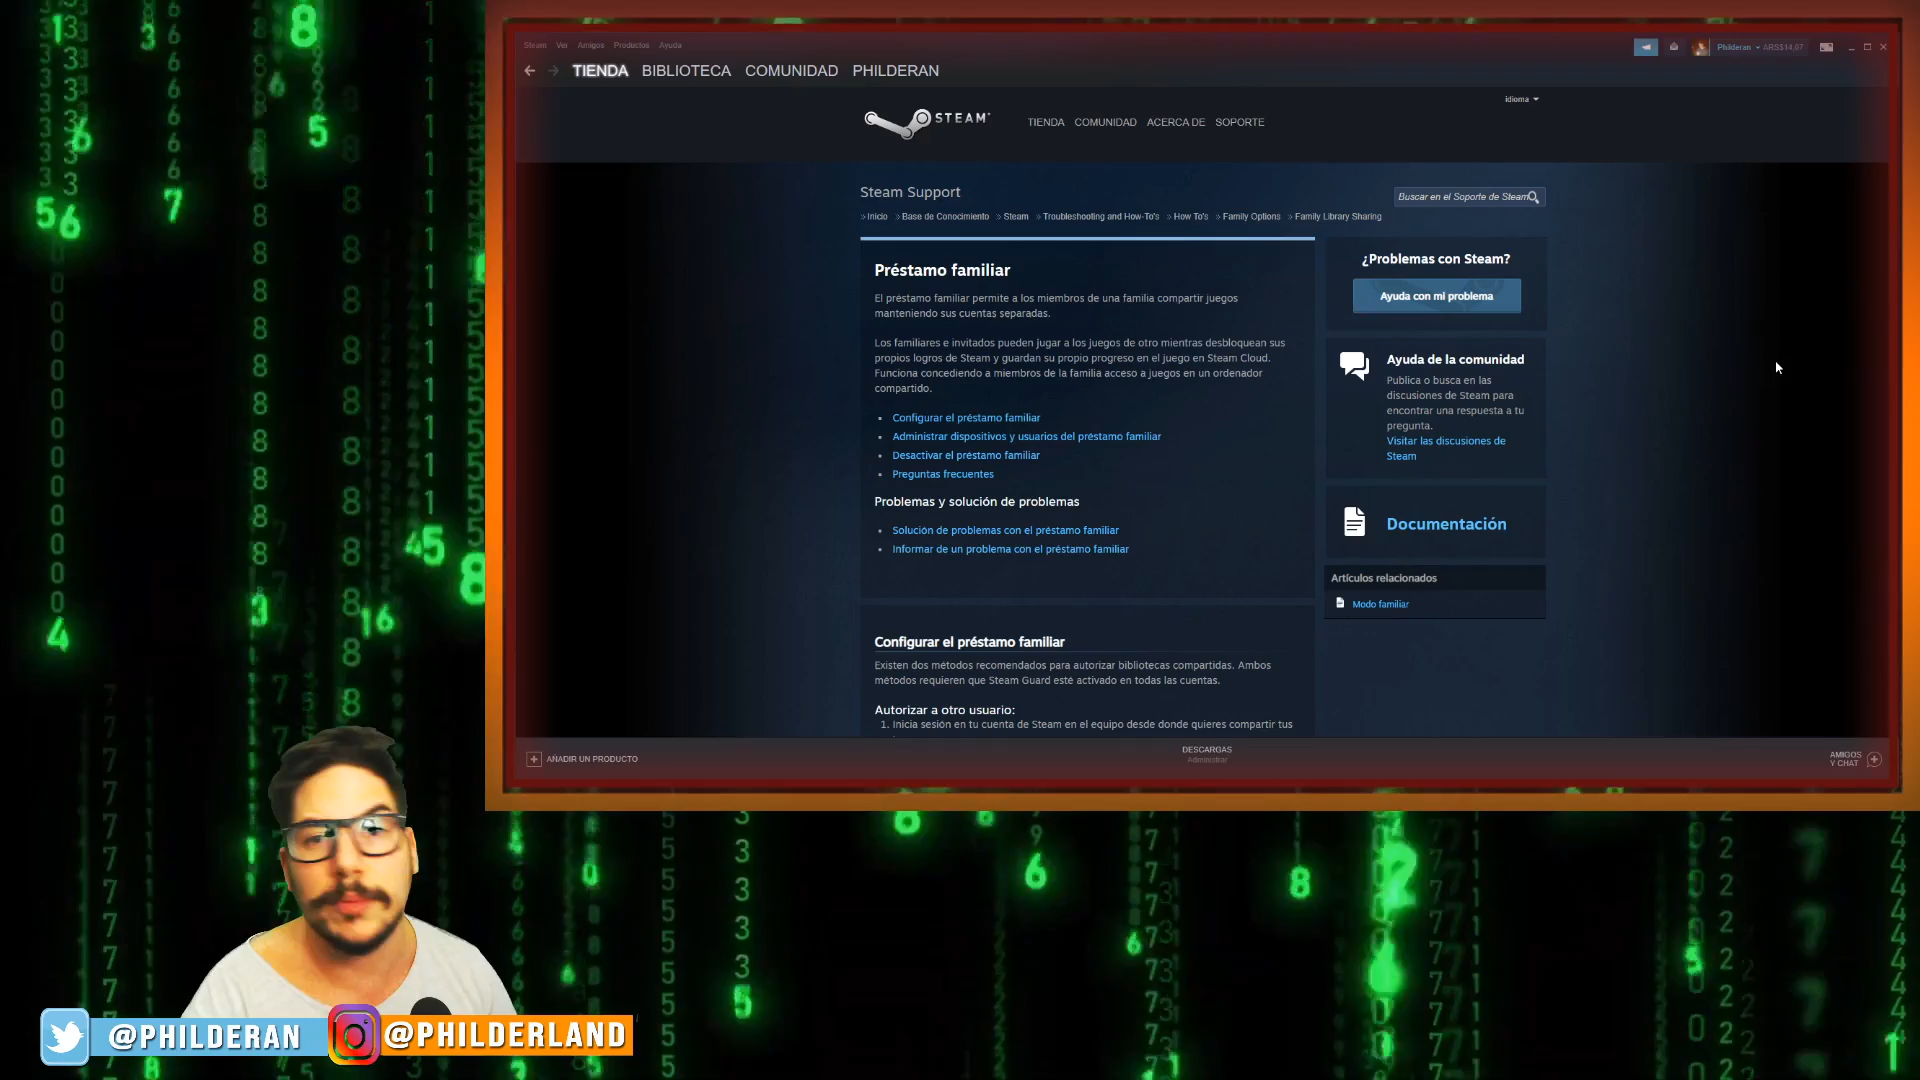 Steam Ver Amigos Productos Ayuda
Philderan ARS$14,07
TIENDA BIBLIOTECA COMUNIDAD PHILDERAN
idioma
STEAM
TIENDA COMUNIDAD ACERCA DE SOPORTE
Steam Support
Buscar en el Soporte de Steam
Inicio Base de Conocimiento Steam Troubleshooting and How-To's How To's Family Options Family Library Sharing
Préstamo familiar
El préstamo familiar permite a los miembros de una familia compartir juegos
manteniendo sus cuentas separadas.
Los familiares e invitados pueden jugar a los juegos de otro mientras desbloquean sus
propios logros de Steam y guardan su propio progreso en el juego en Steam Cloud.
Funciona concediendo a miembros de la familia acceso a juegos en un ordenador
compartido.
Configurar el préstamo familiar
Administrar dispositivos y usuarios del préstamo familiar
Desactivar el préstamo familiar
Preguntas frecuentes
Problemas y solución de problemas
Solución de problemas con el préstamo familiar
Informar de un problema con el préstamo familiar
Configurar el préstamo familiar
Existen dos métodos recomendados para autorizar bibliotecas compartidas. Ambos
métodos requieren que Steam Guard esté activado en todas las cuentas.
Autorizar a otro usuario:
1. Inicia sesión en tu cuenta de Steam en el equipo desde donde quieres compartir tus
¿Problemas con Steam?
Ayuda con mi problema
Ayuda de la comunidad
Publica o busca en las
discusiones de Steam para
encontrar una respuesta a tu
pregunta.
Visitar las discusiones de
Steam
Documentación
Artículos relacionados
Modo familiar
AÑADIR UN PRODUCTO
DESCARGAS
Administrar
AMIGOS
Y CHAT
@PHILDERAN
@PHILDERLAND